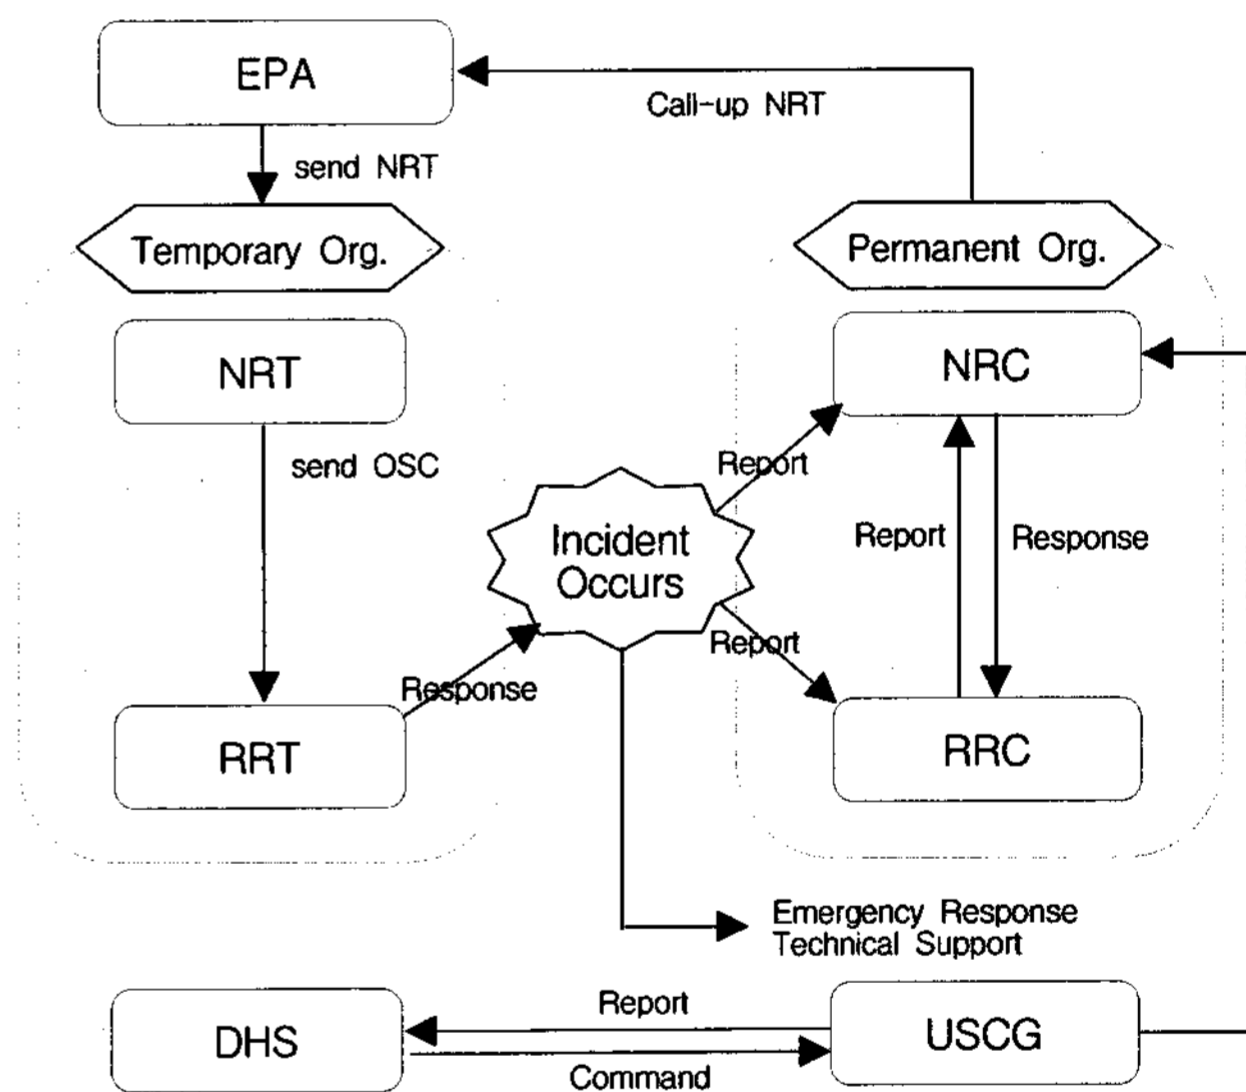 EPA
Call-up NRT
send NRT
Temporary Org.
Permanent Org.
NRT
NRC
send OSC
Report
Incident
Occurs
Report
Response
Report
Response
RRT
RRC
Emergency Response
Technical Support
Report
DHS
USCG
Command